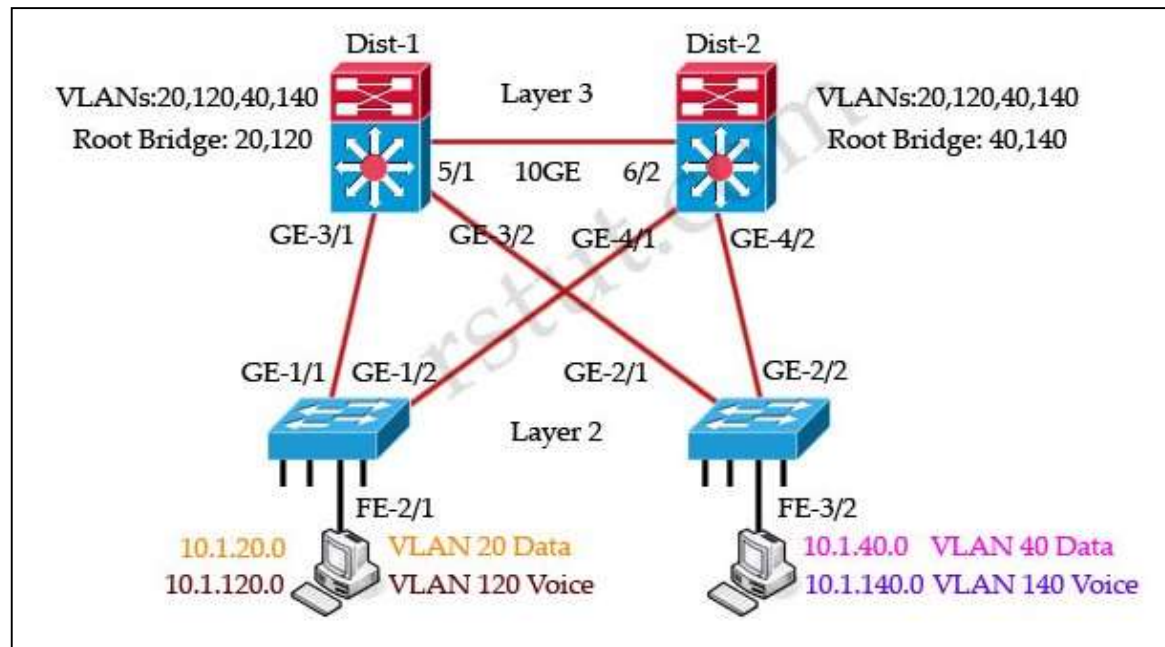 Dist-1
Dist-2
VLANs:20,120,40,140
Layer 3
VLANs:20,120,40,140
Root Bridge: 20,120
Root Bridge: 40,140
5/1
10GE
6/2
GE-3/1
GE-3/2
GE-4/1
GE-4/2
GE-1/1
GE-1/2
GE-2/1
GE-2/2
Layer 2
FE-2/1
FE-3/2
10.1.20.0
VLAN 20 Data
10.1.40.0
VLAN 40 Data
10.1.120.0
VLAN 120 Voice
10.1.140.0
VLAN 140 Voice
rstut.com